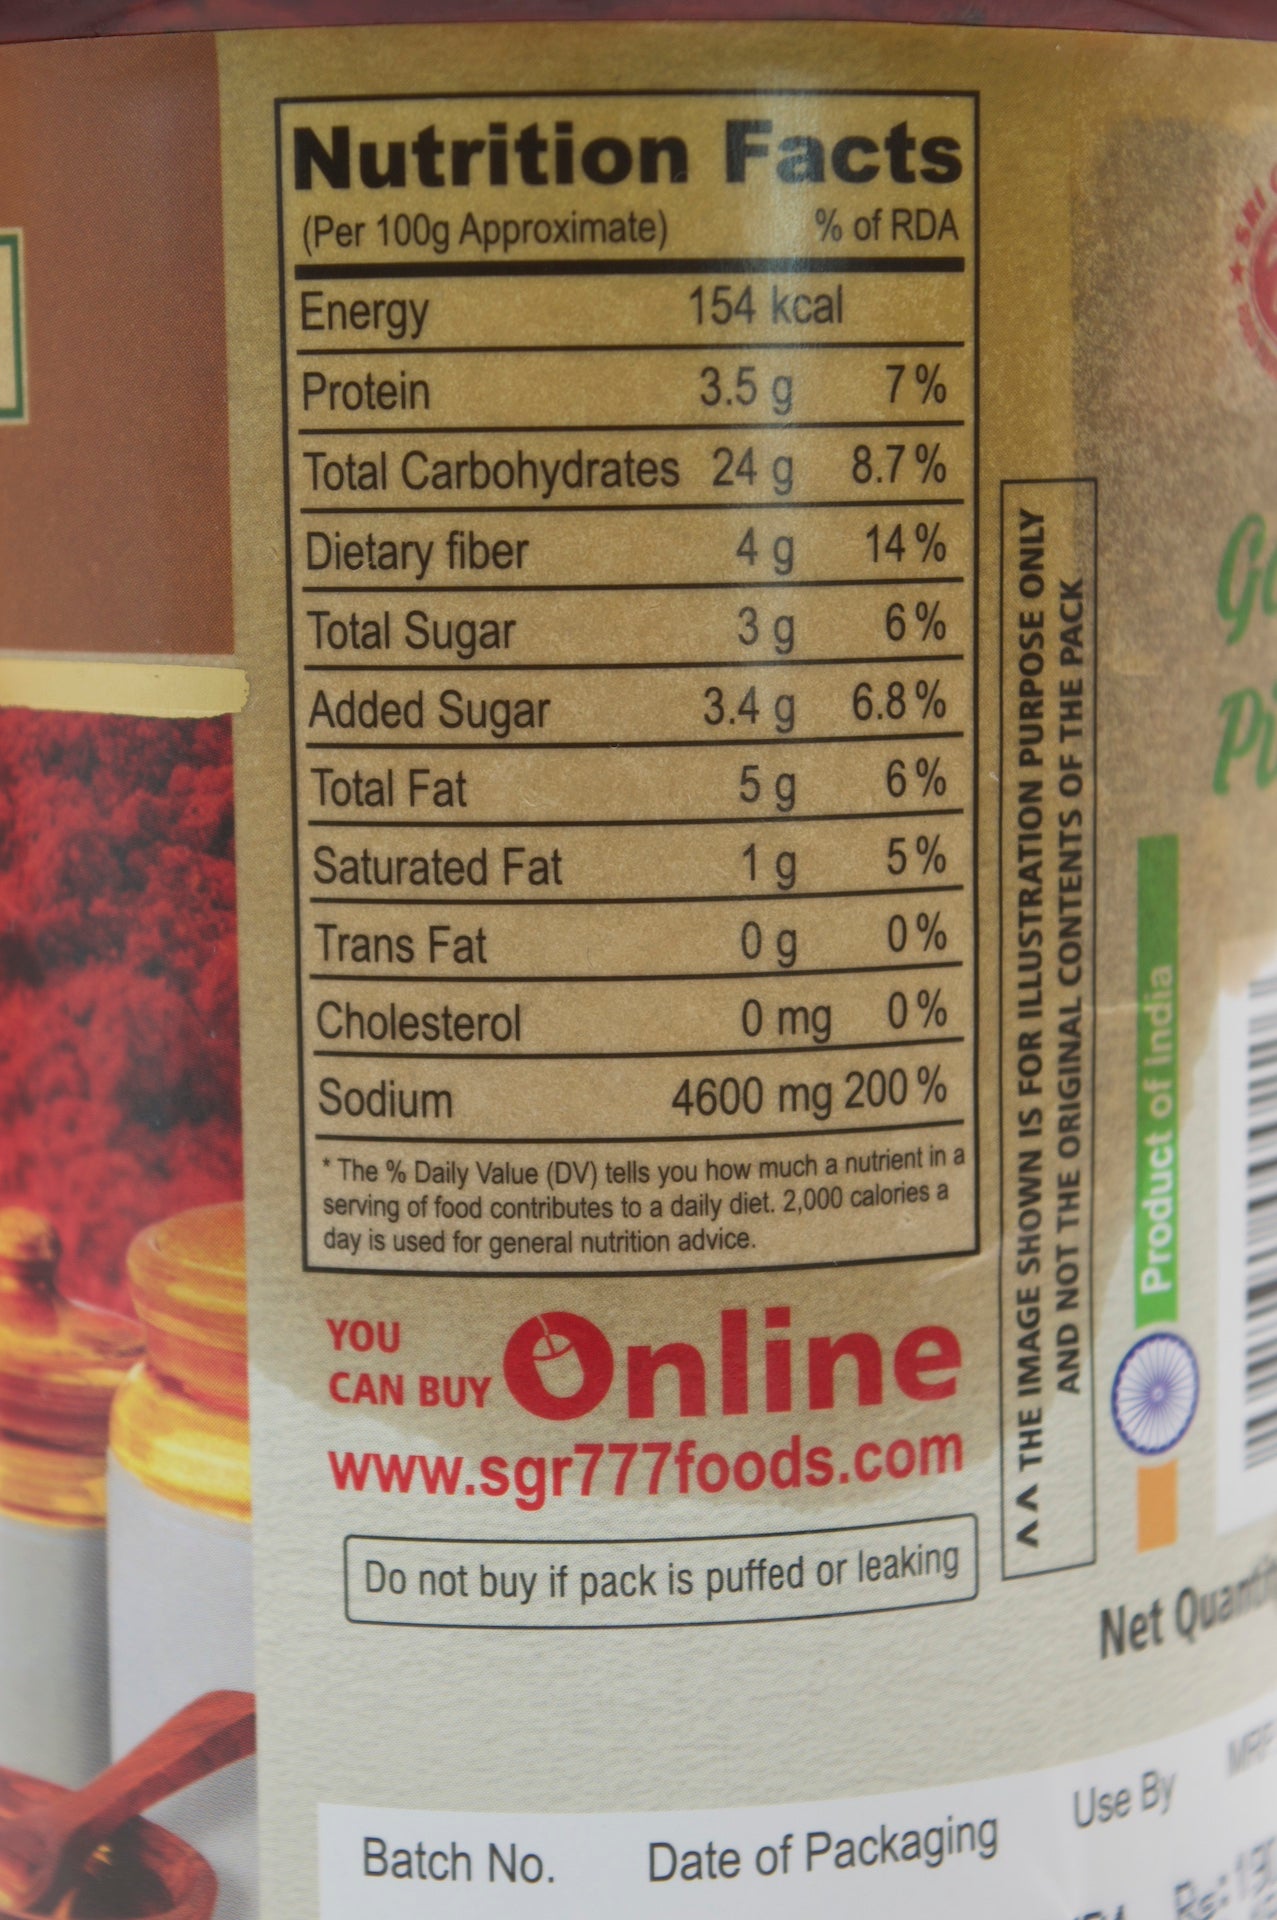 Nutrition Facts
(Per 100g Approximate) % of RDA
Energy 154 kcal
Protein 3.5 g 7%
Total Carbohydrates 24 g 8.7%
Dietary fiber 4 g 14%
Total Sugar 3 g 6%
Added Sugar 3.4 g 6.8%
Total Fat 5 g 6%
Saturated Fat 1 g 5%
Trans Fat 0 g 0%
Cholesterol 0 mg 0%
Sodium 4600 mg 200%
* The % Daily Value (DV) tells you how much a nutrient in a
serving of food contributes to a daily diet. 2,000 calories a
day is used for general nutrition advice.
YOU
CAN BUY Online
www.sgr777foods.com
Do not buy if pack is puffed or leaking
^^ THE IMAGE SHOWN IS FOR ILLUSTRATION PURPOSE ONLY
AND NOT THE ORIGINAL CONTENTS OF THE PACK
Product of india
SRI
Net
Batch No. Date of Packaging Use By